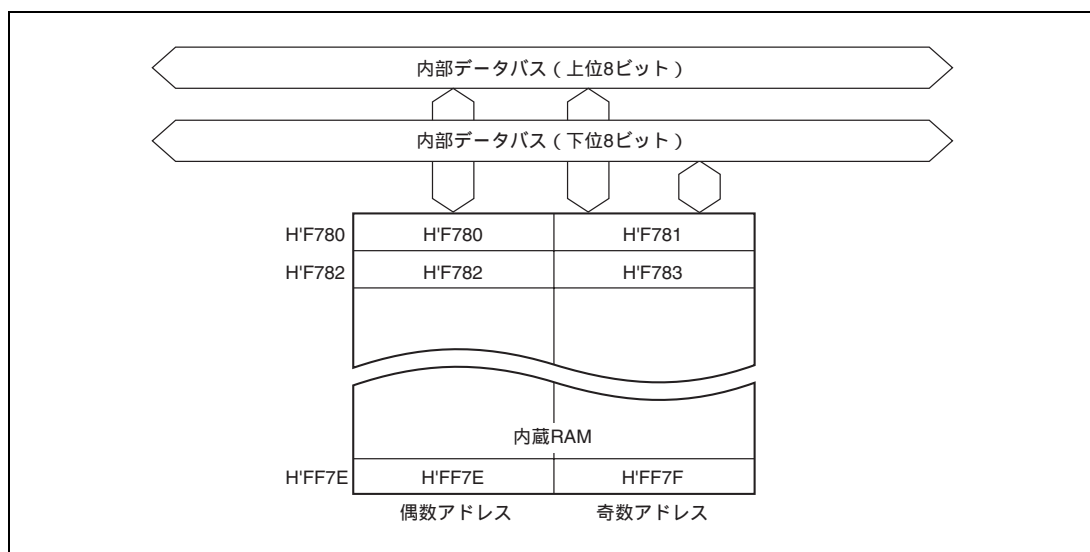 内部データバス（上位8ビット）
内部データバス（下位8ビット）
H'F780 H'F780 H'F781
H'F782 H'F782 H'F783
内蔵RAM
H'FF7E H'FF7E H'FF7F
偶数アドレス 奇数アドレス